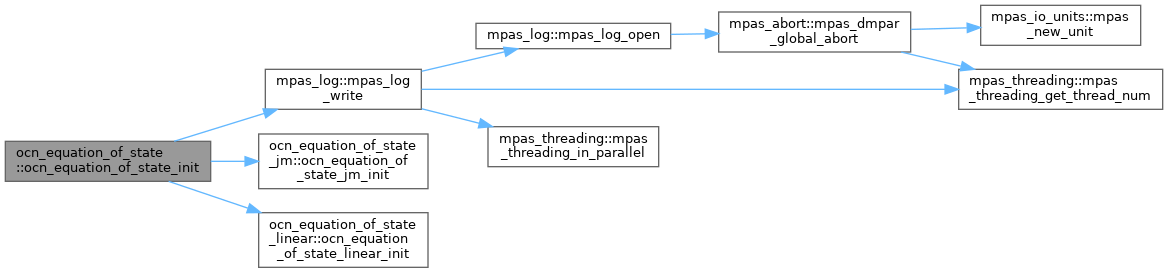 ocn_equation_of_state
::ocn_equation_of_state_init
mpas_log::mpas_log
_write
mpas_log::mpas_log_open
mpas_abort::mpas_dmpar
_global_abort
mpas_io_units::mpas
_new_unit
mpas_threading::mpas
_threading_get_thread_num
mpas_threading::mpas
_threading_in_parallel
ocn_equation_of_state
_jm::ocn_equation_of
_state_jm_init
ocn_equation_of_state
_linear::ocn_equation
_of_state_linear_init